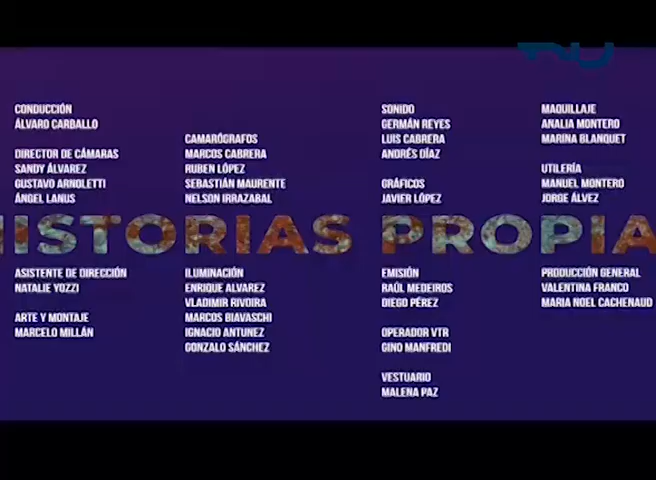 CONDUCCIÓN
ÁLVARO CARBALLO
DIRECTOR DE CÁMARAS
SANDY ÁLVAREZ
GUSTAVO ARNOLETTI
ÁNGEL LANUS
CAMARÓGRAFOS
MARCOS CABRERA
RUBEN LÓPEZ
SEBASTIÁN MAURENTE
NELSON IRRAZABAL
SONIDO
GERMÁN REYES
LUIS CABRERA
ANDRÉS DÍAZ
GRÁFICOS
JAVIER LÓPEZ
MAQUILLAJE
ANALIA MONTERO
MARINA BLANQUET
UTILERÍA
MANUEL MONTERO
JORGE ÁLVEZ
HISTORIAS PROPIA
ASISTENTE DE DIRECCIÓN
NATALIE YOZZI
ARTE Y MONTAJE
MARCELO MILLÁN
ILUMINACIÓN
ENRIQUE ALVAREZ
VLADIMIR RIVOIRA
MARCOS BIAVASCHI
IGNACIO ANTUNEZ
GONZALO SÁNCHEZ
EMISIÓN
RAÚL MEDEIROS
DIEGO PÉREZ
OPERADOR VTR
GINO MANFREDI
VESTUARIO
MALENA PAZ
PRODUCCIÓN GENERAL
VALENTINA FRANCO
MARIA NOEL CACHENAUD